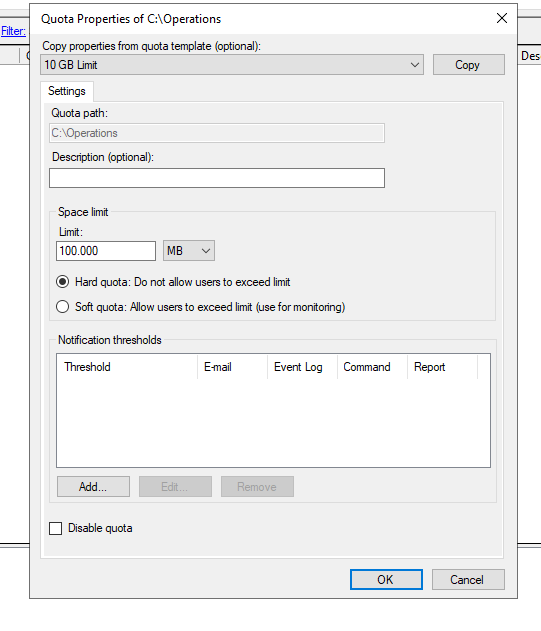 Quota Properties of C:\Operations
Filter:
Copy properties from quota template (optional):
10 GB Limit
Copy
Settings
Quota path:
C:\Operations
Description (optional):
Space limit
Limit:
100.000
MB
Hard quota: Do not allow users to exceed limit
Soft quota: Allow users to exceed limit (use for monitoring)
Notification thresholds
Threshold E-mail Event Log Command Report
Add... Edit... Remove
Disable quota
OK Cancel